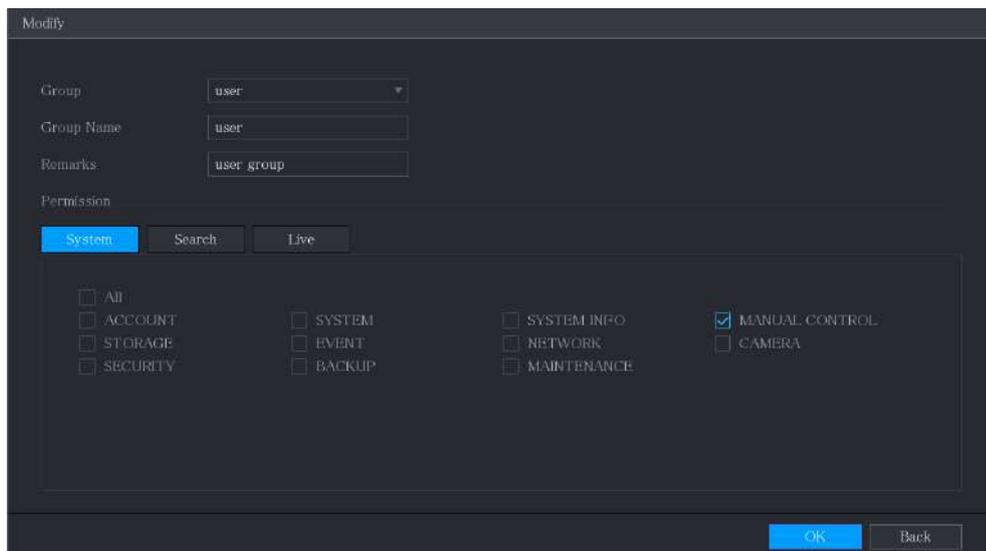 Modify
Group user
Group Name user
Remarks user group
Permission
System Search Live
All
ACCOUNT SYSTEM SYSTEM INFO MANUAL CONTROL
STORAGE EVENT NETWORK CAMERA
SECURITY BACKUP MAINTENANCE
OK Back